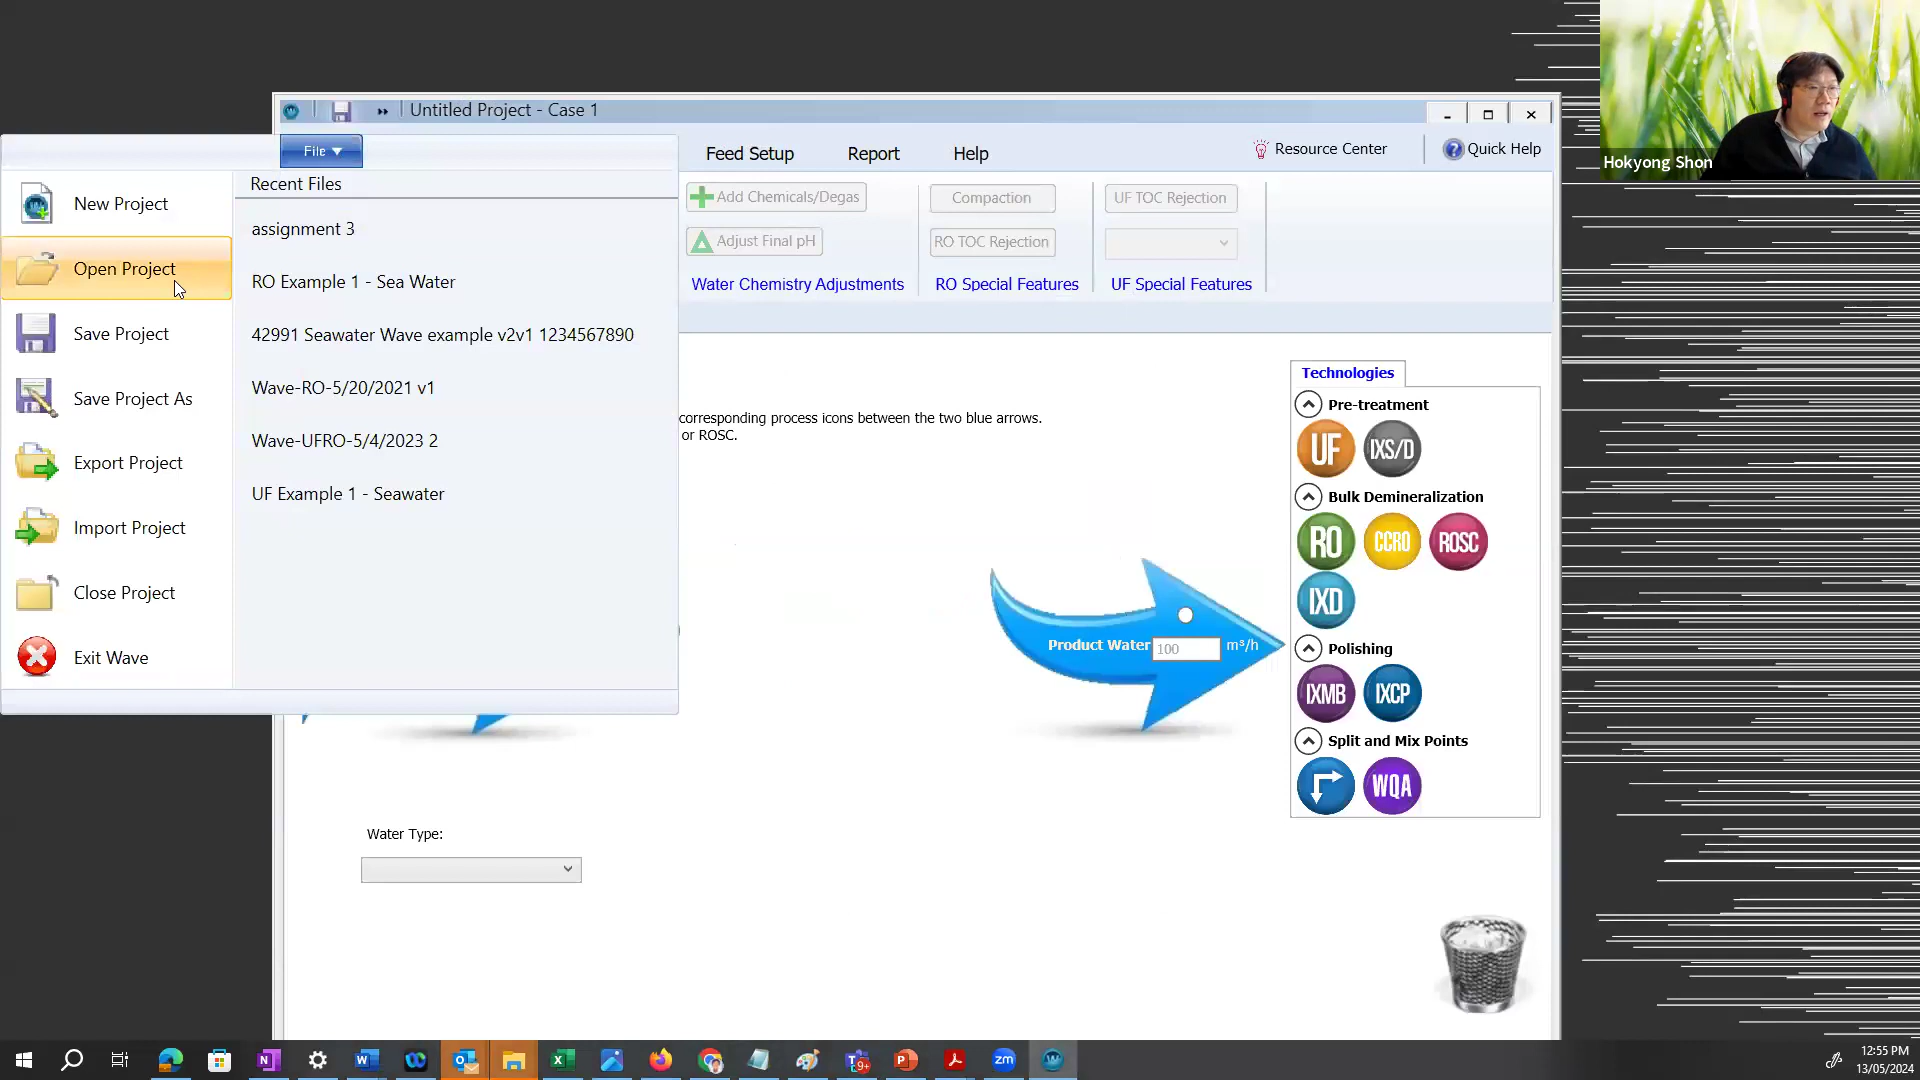 Untitled Project - Case 1
Hokyong Shon
File
Feed Setup
Report
Help
Resource Center
Quick Help
New Project
Open Project
Save Project
Save Project As
Export Project
Import Project
Close Project
Exit Wave
Recent Files
assignment 3
RO Example 1 - Sea Water
42991 Seawater Wave example v2v1 1234567890
Wave-RO-5/20/2021 v1
Wave-UFRO-5/4/2023 2
UF Example 1 - Seawater
Add Chemicals/Degas
Adjust Final pH
Water Chemistry Adjustments
Compaction
RO TOC Rejection
RO Special Features
UF TOC Rejection
UF Special Features
corresponding process icons between the two blue arrows.
or ROSC.
Product Water 100 m³/h
Technologies
Pre-treatment
UF IXS/D
Bulk Demineralization
RO CCRO ROSC
IXD
Polishing
IXMB IXCP
Split and Mix Points
WQA
Water Type:
12:55 PM
13/05/2024